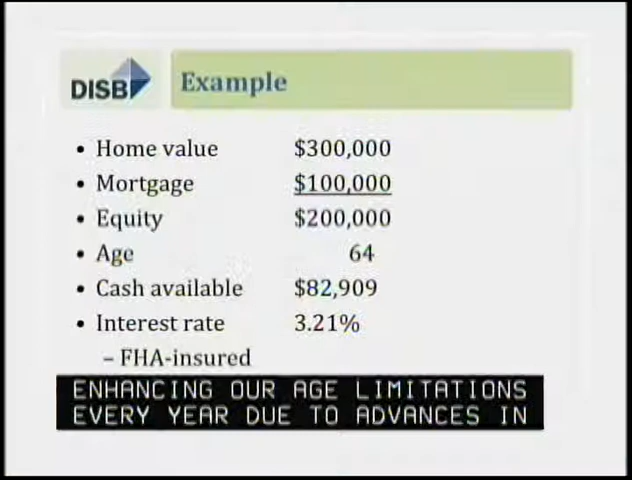 DISB
Example
• Home value $300,000
• Mortgage $100,000
• Equity $200,000
• Age 64
• Cash available $82,909
• Interest rate 3.21%
– FHA-insured
ENHANCING OUR AGE LIMITATIONS
EVERY YEAR DUE TO ADVANCES IN